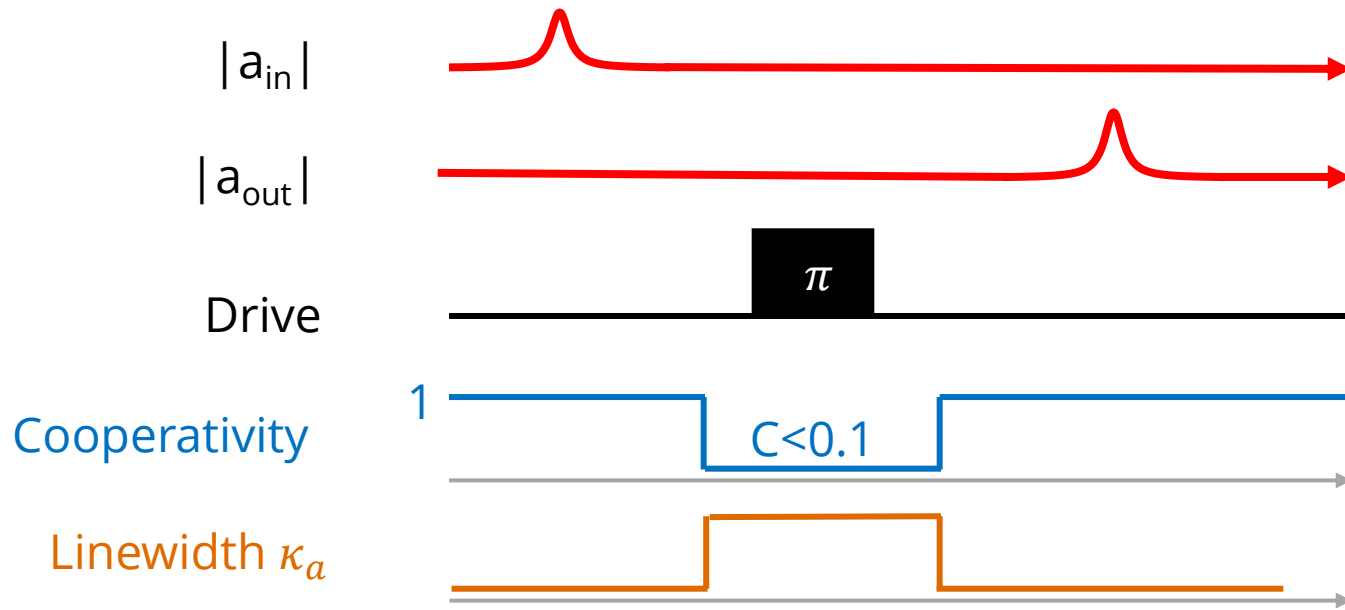 |a_in|
|a_out|
π
Drive
1
Cooperativity
C<0.1
Linewidth κ_a